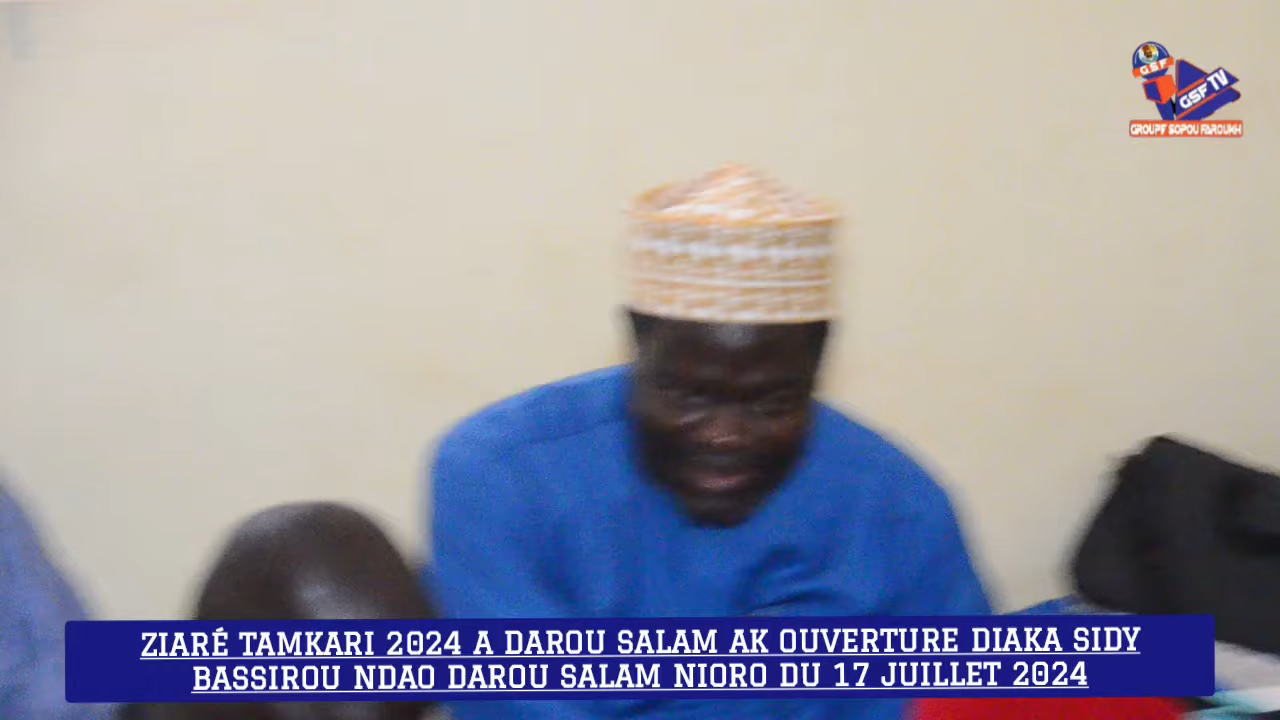 GSF
GSF TV
GROUPE SOPOU FAROUKH
ZIARÉ TAMKARI 2024 A DAROU SALAM AK OUVERTURE DIAKA SIDY
BASSIROU NDAO DAROU SALAM NIORO DU 17 JUILLET 2024